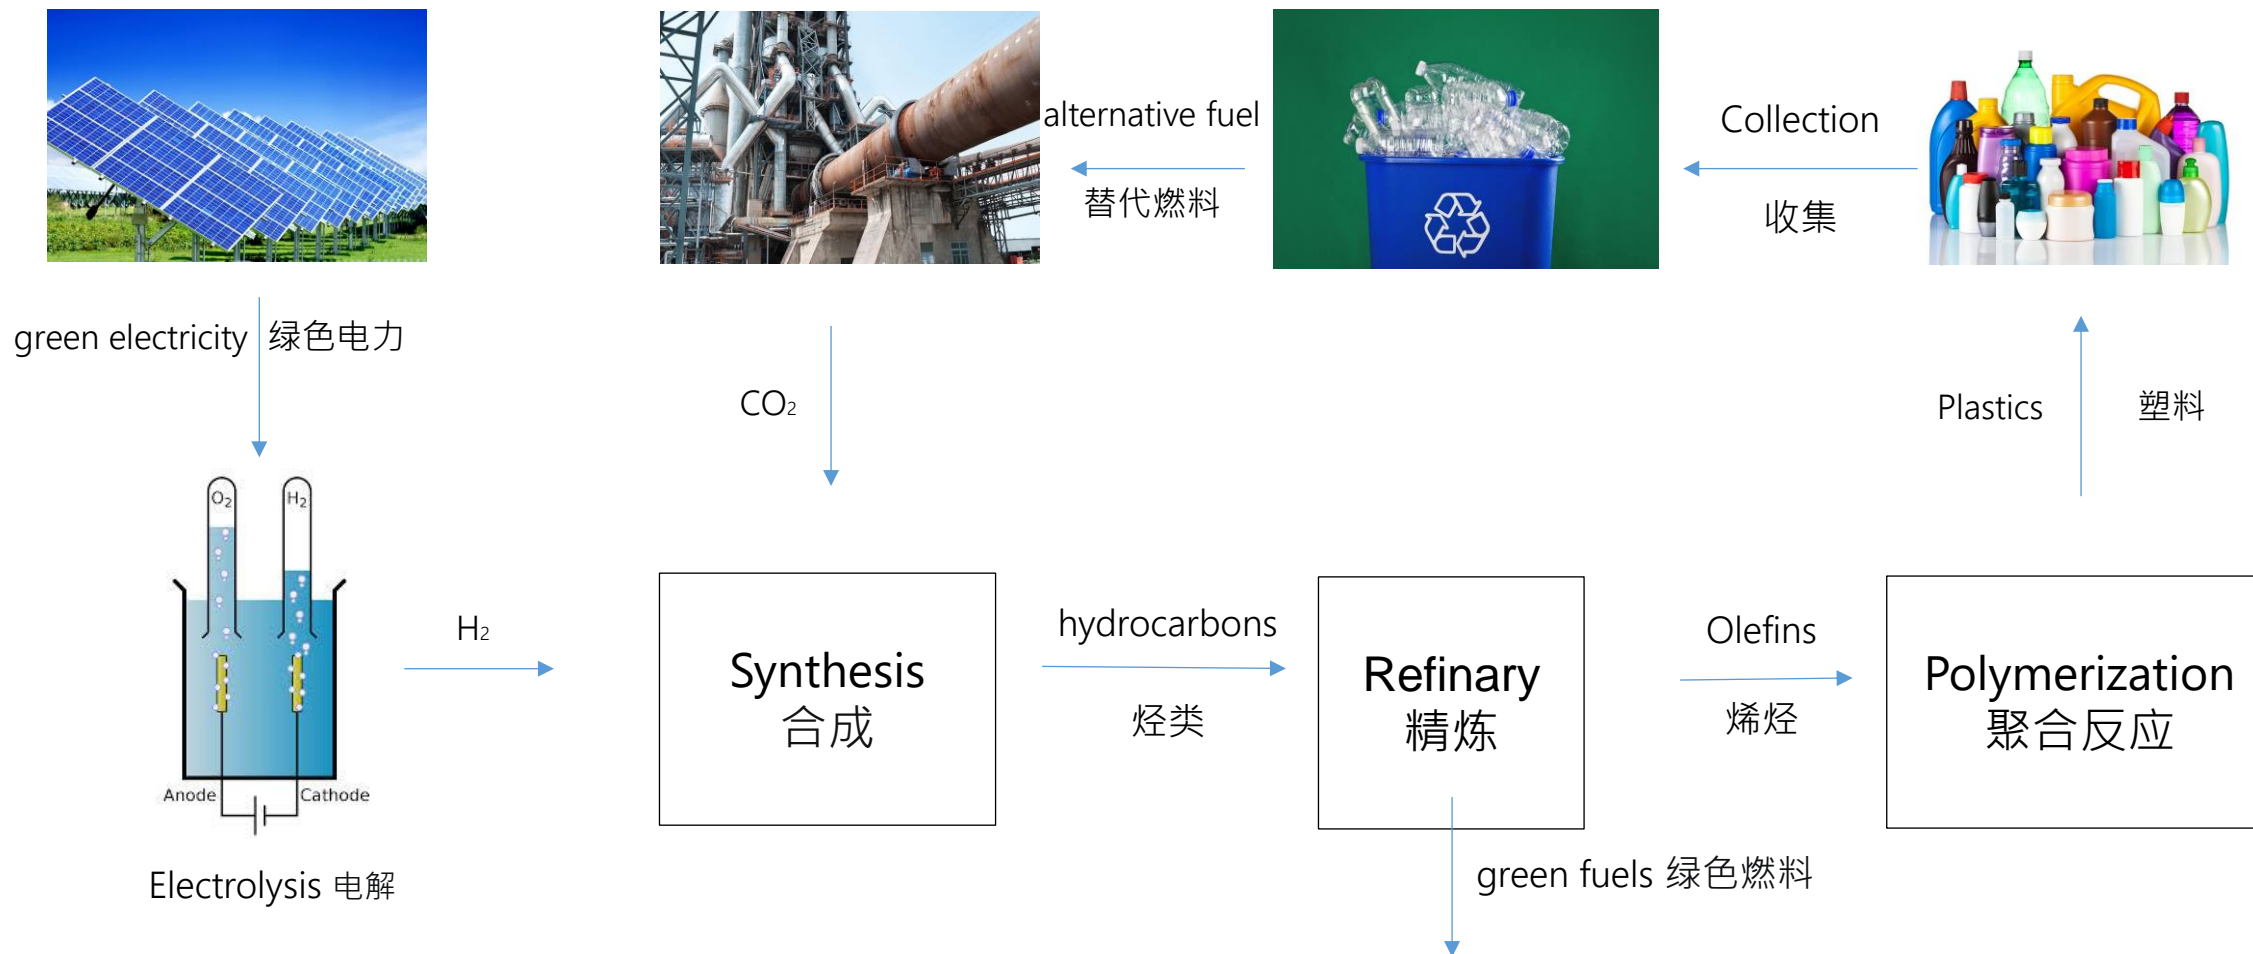 alternative fuel
替代燃料
Collection
收集
green electricity 绿色电力
CO₂
Plastics 塑料
O₂ H₂
H₂
hydrocarbons
烃类
Olefins
烯烃
Synthesis
合成
Refinary
精炼
Polymerization
聚合反应
Anode Cathode
Electrolysis 电解
green fuels 绿色燃料